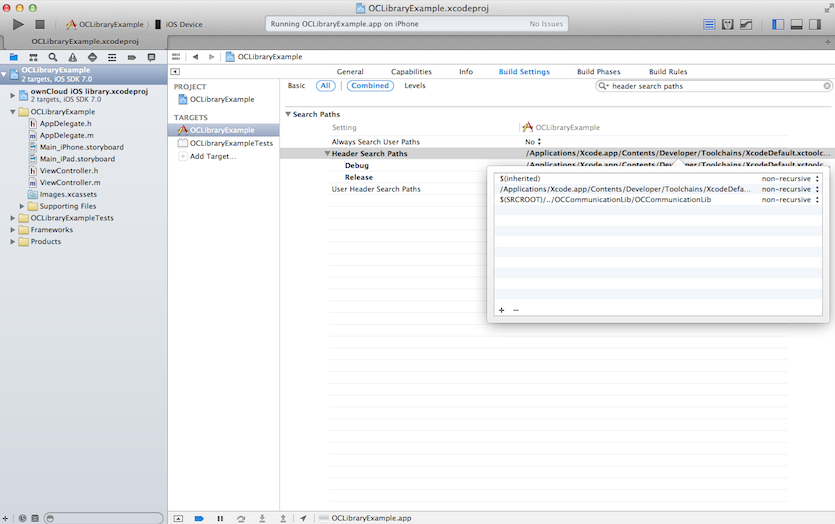 OCLibraryExample.xcodeproj
OCLibraryExample iOS Device
Running OCLibraryExample.app on iPhone No Issues
OCLibraryExample.xcodeproj
OCLibraryExample
2 targets, iOS SDK 7.0
ownCloud iOS library.xcodeproj
2 targets, iOS SDK 7.0
OCLibraryExample
AppDelegate.h
AppDelegate.m
Main_iPhone.storyboard
Main_iPad.storyboard
ViewController.h
ViewController.m
Images.xcassets
Supporting Files
OCLibraryExampleTests
Frameworks
Products
OCLibraryExample
PROJECT
OCLibraryExample
TARGETS
OCLibraryExample
OCLibraryExampleTests
Add Target...
General Capabilities Info Build Settings Build Phases Build Rules
Basic All Combined Levels header search paths
Search Paths
Setting OCLibraryExample
Always Search User Paths No
Header Search Paths /Applications/Xcode.app/Contents/Developer/Toolchains/XcodeDefault.xctoolc...
Debug /Applications/Xcode.app/Contents/Developer/Toolchains/XcodeDefault.xctoolc...
Release
User Header Search Paths
$(inherited) non-recursive
/Applications/Xcode.app/Contents/Developer/Toolchains/XcodeDefa... non-recursive
$(SRCROOT)/../OCCommunicationLib/OCCommunicationLib non-recursive
OCLibraryExample.app